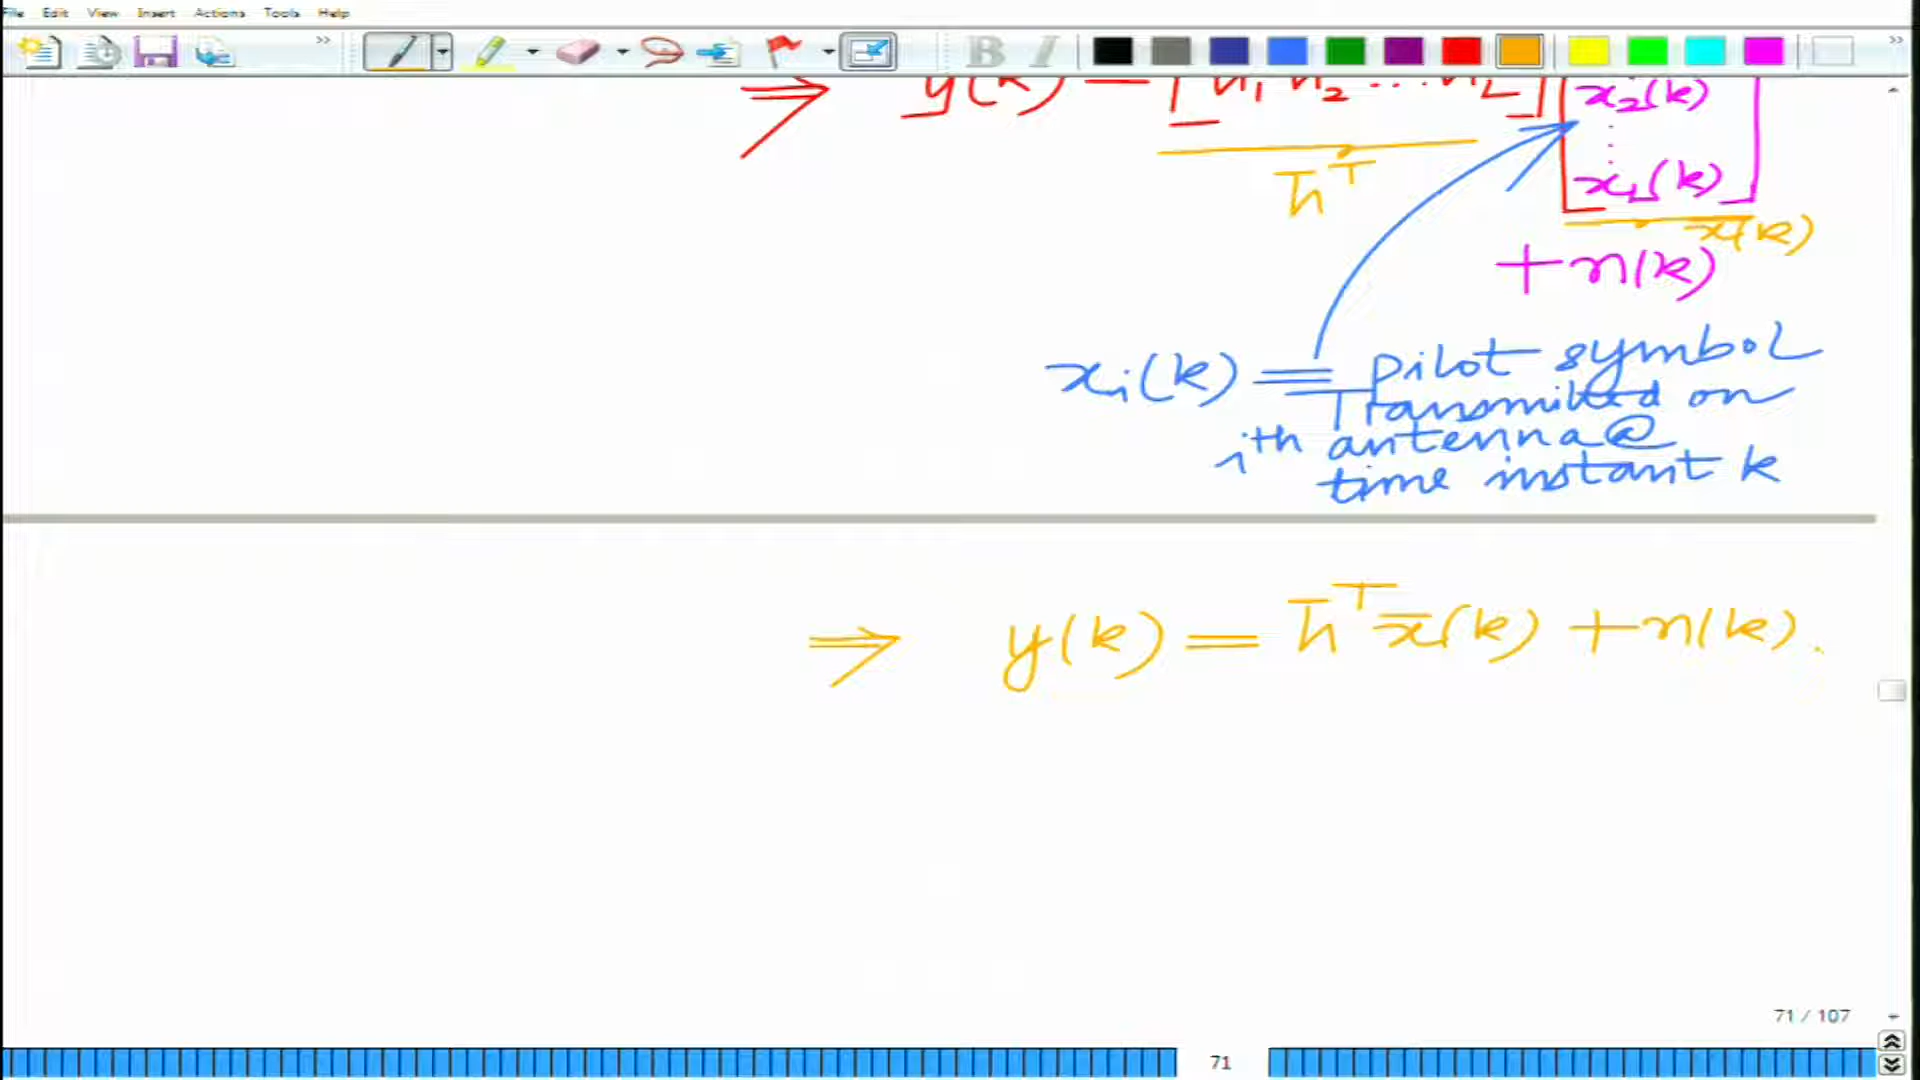 File Edit View Insert Actions Tools Help
B I
⇒ y(k) = [h₁ h₂ ... h_L] x₂(k)
⋮
x_L(k)
h̄ᵀ
x̄(k)
+ n(k)
xᵢ(k) = pilot symbol
Transmitted on
iᵗʰ antenna @
time instant k
⇒ y(k) = h̄ᵀ x̄(k) + n(k).
71 / 107
71